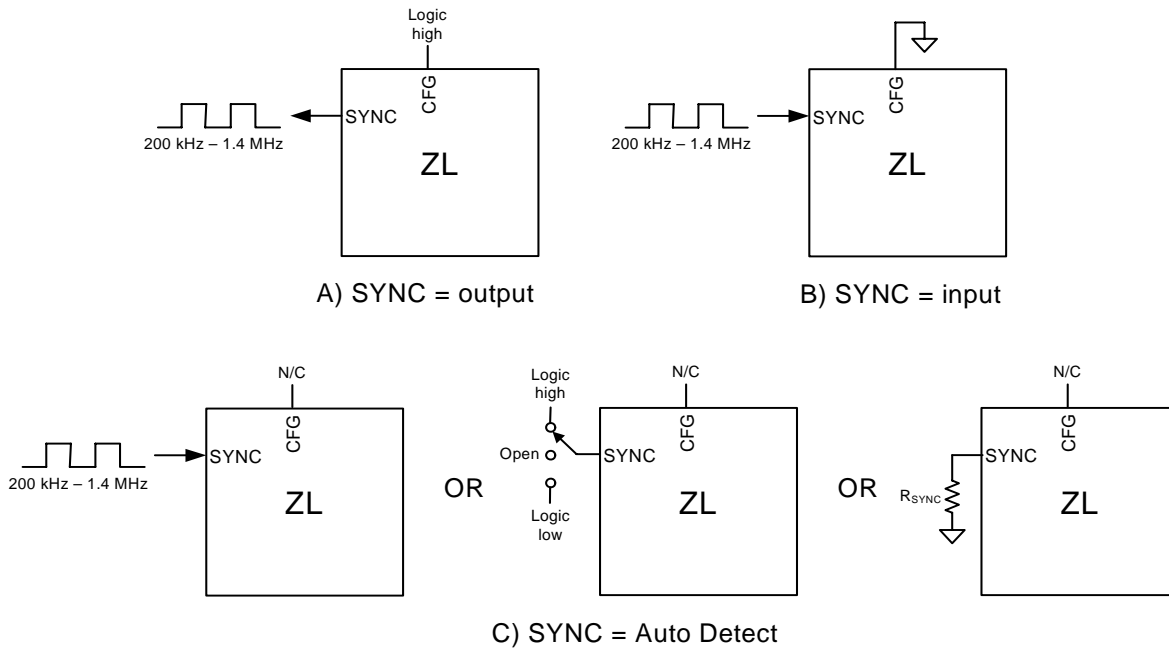 Logic
high
CFG
SYNC
200 kHz – 1.4 MHz
ZL
A) SYNC = output
CFG
SYNC
200 kHz – 1.4 MHz
ZL
B) SYNC = input
N/C
CFG
SYNC
200 kHz – 1.4 MHz
ZL
OR
Logic
high
Open
Logic
low
N/C
CFG
SYNC
ZL
OR
N/C
CFG
SYNC
RSYNC
ZL
C) SYNC = Auto Detect